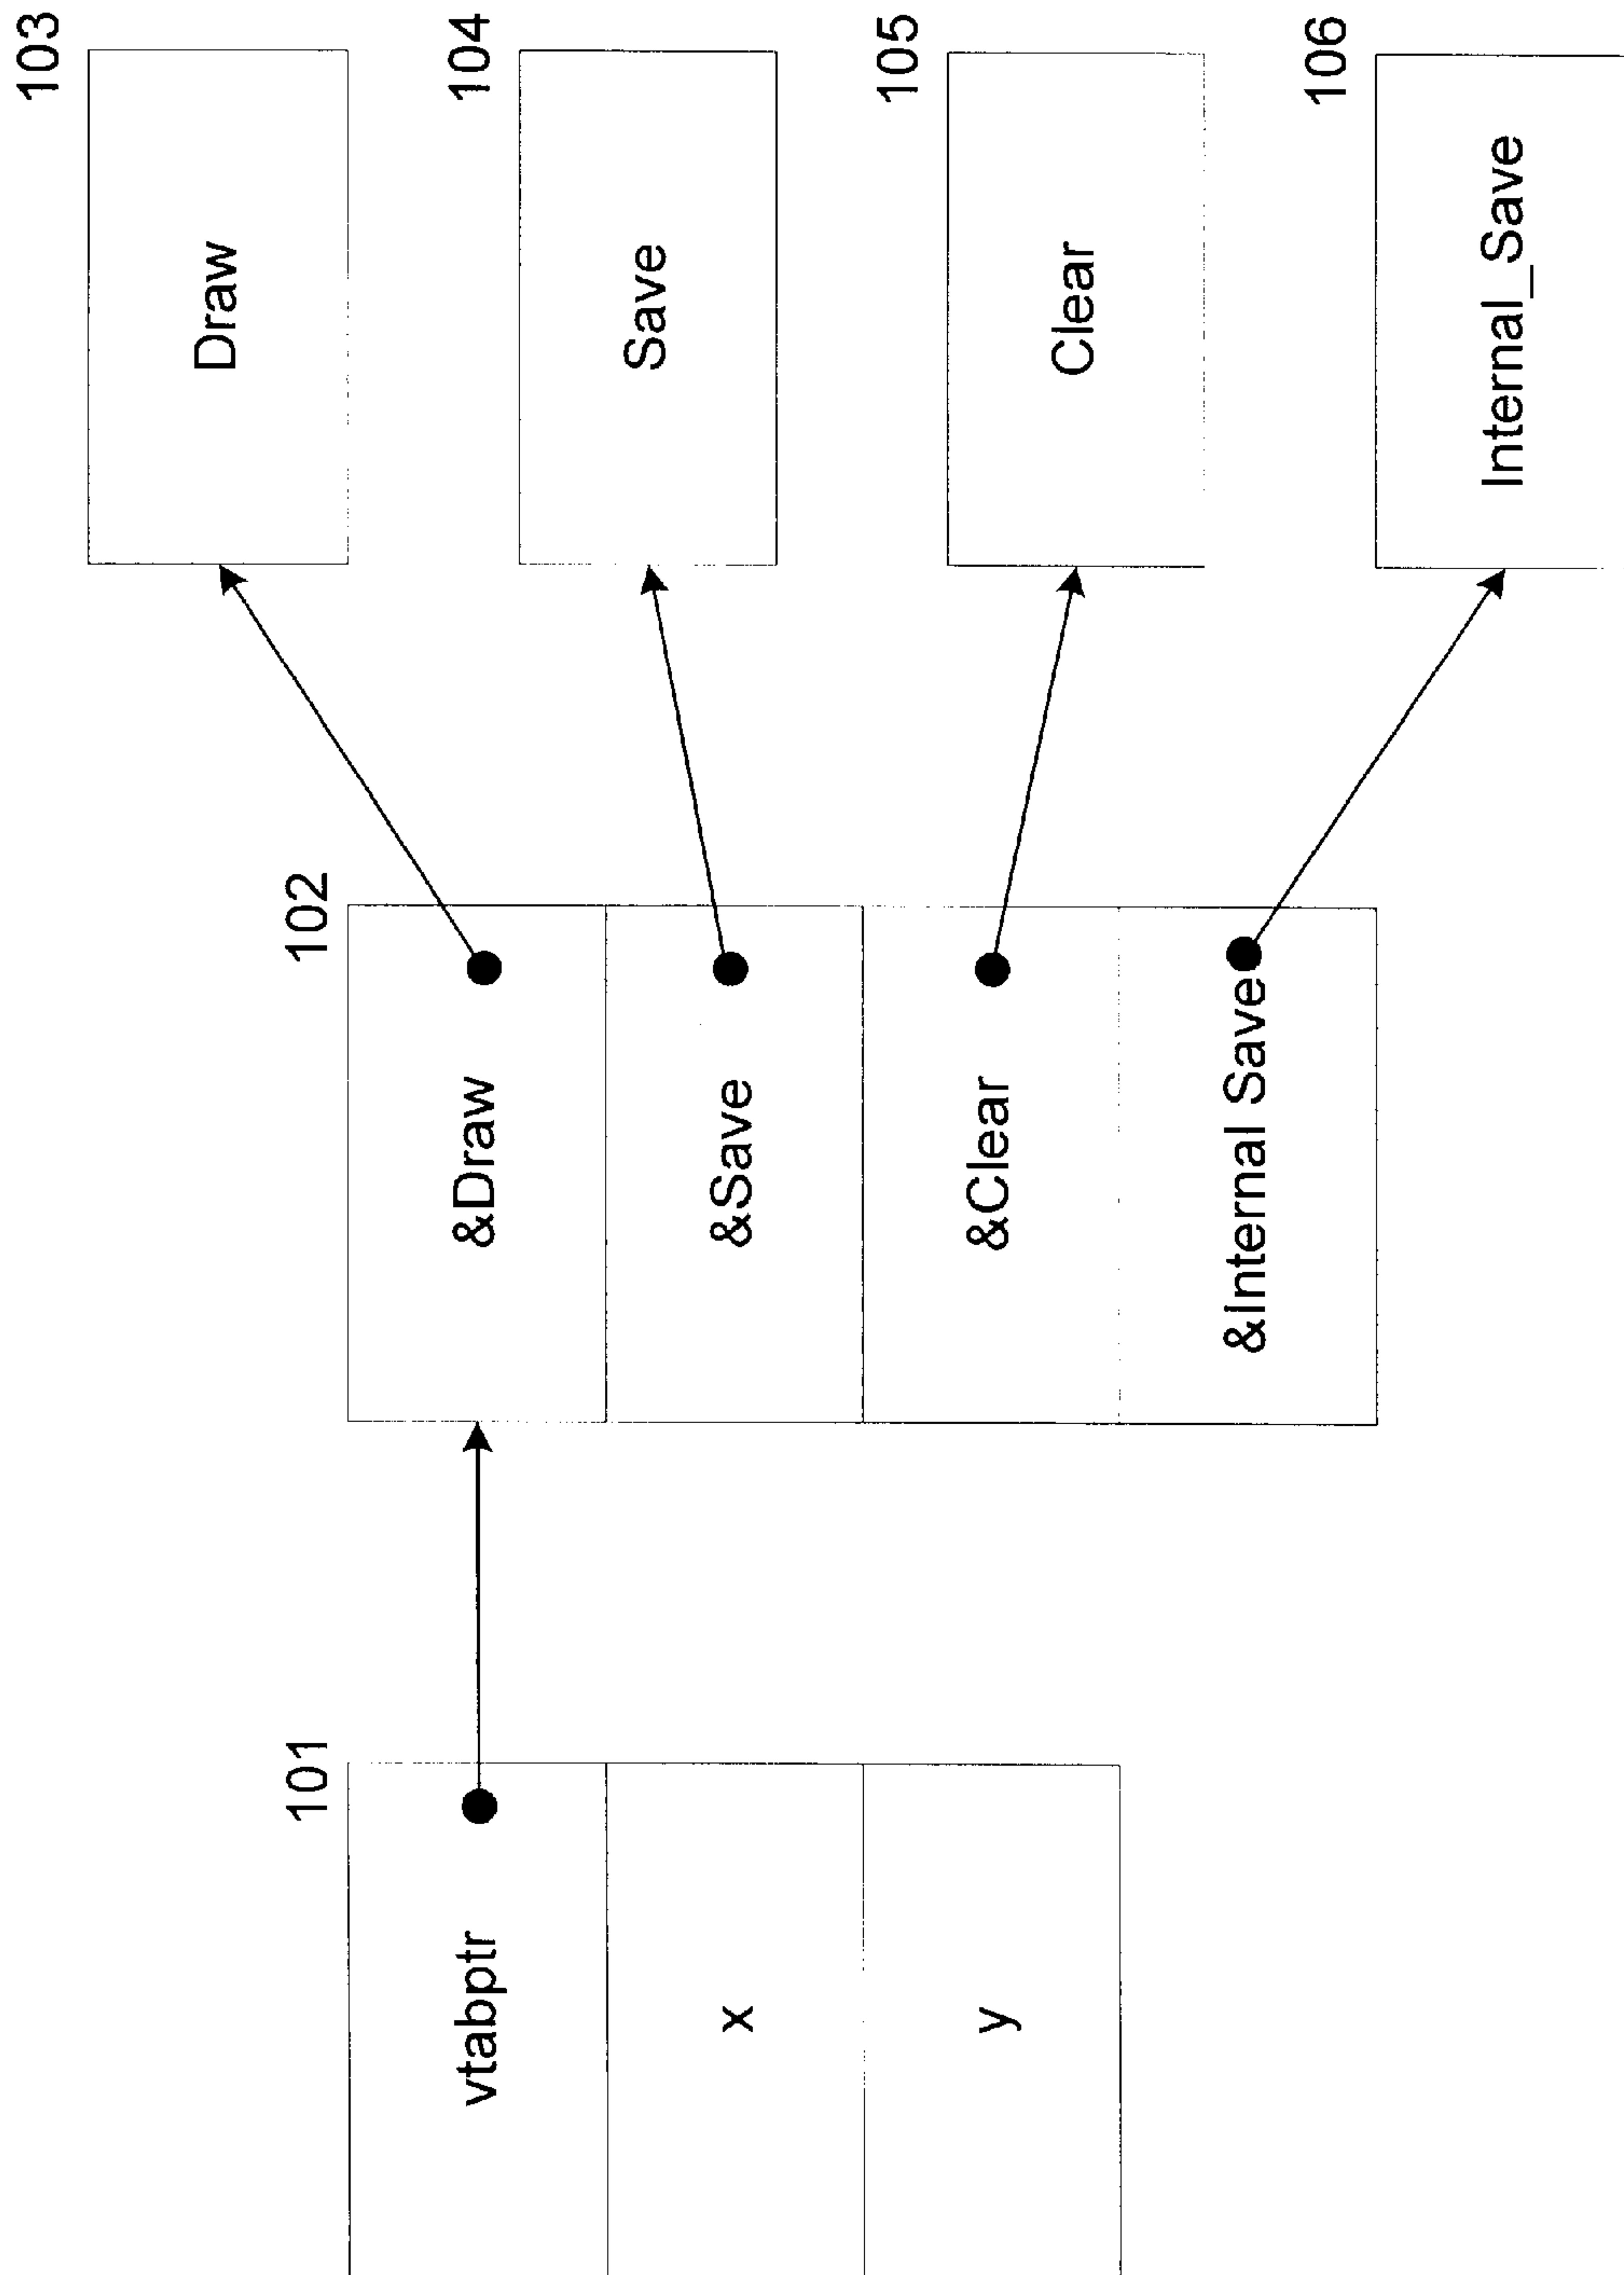 101
vtabptr
x
y
102
&Draw
&Save
&Clear
&Internal Save
103
Draw
104
Save
105
Clear
106
Internal_Save